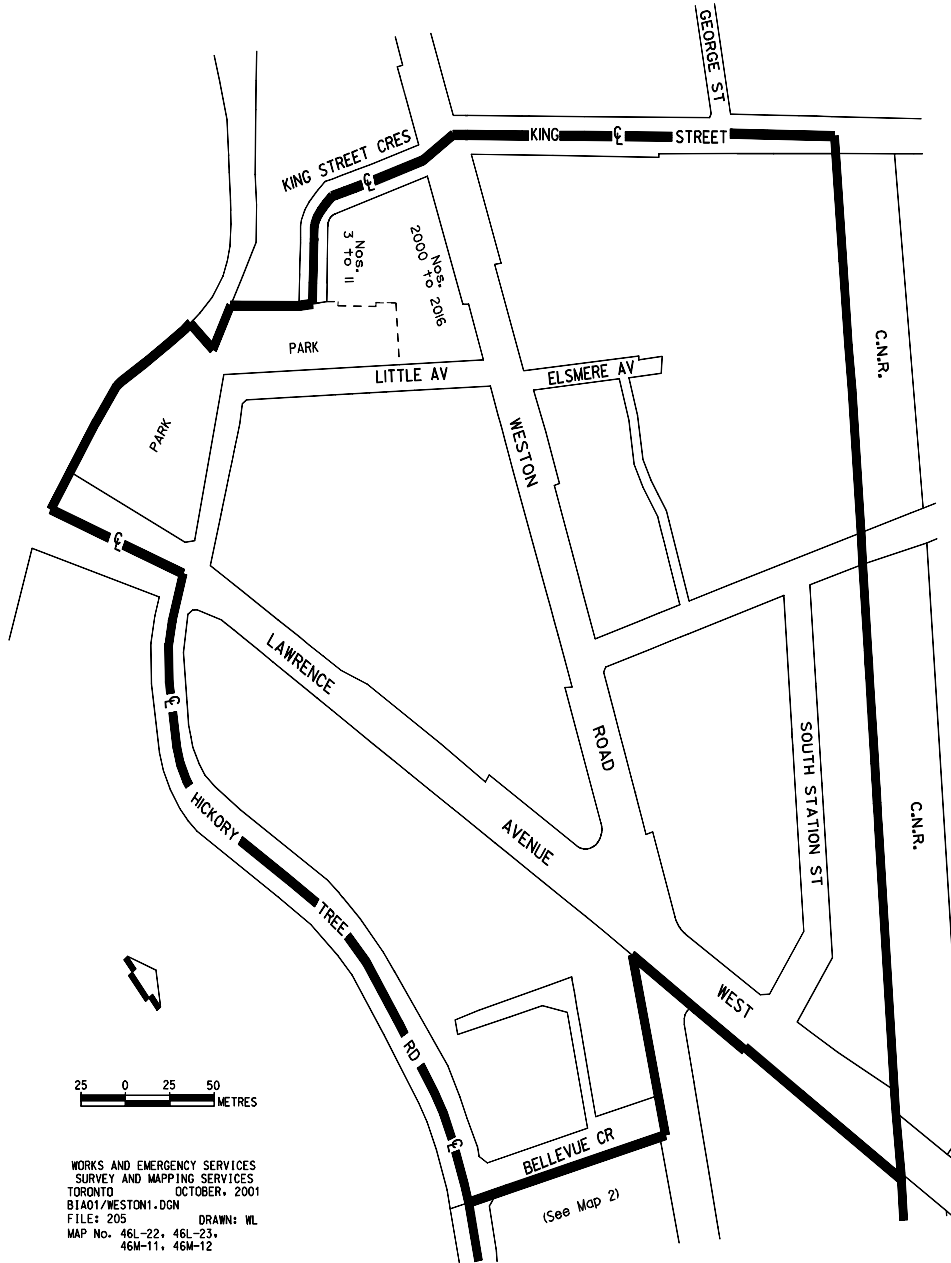 GEORGE ST
KING ℄ STREET
KING STREET CRES
℄
Nos.
3 to 11
Nos.
2000 to 2016
C.N.R.
PARK
LITTLE AV
ELSMERE AV
PARK
WESTON
℄
LAWRENCE
℄
ROAD
SOUTH STATION ST
HICKORY
AVENUE
C.N.R.
TREE
WEST
RD
25 0 25 50
METRES
℄
BELLEVUE CR
(See Map 2)
WORKS AND EMERGENCY SERVICES
SURVEY AND MAPPING SERVICES
TORONTO OCTOBER, 2001
BIA01/WESTON1.DGN
FILE: 205 DRAWN: WL
MAP No. 46L-22, 46L-23,
46M-11, 46M-12